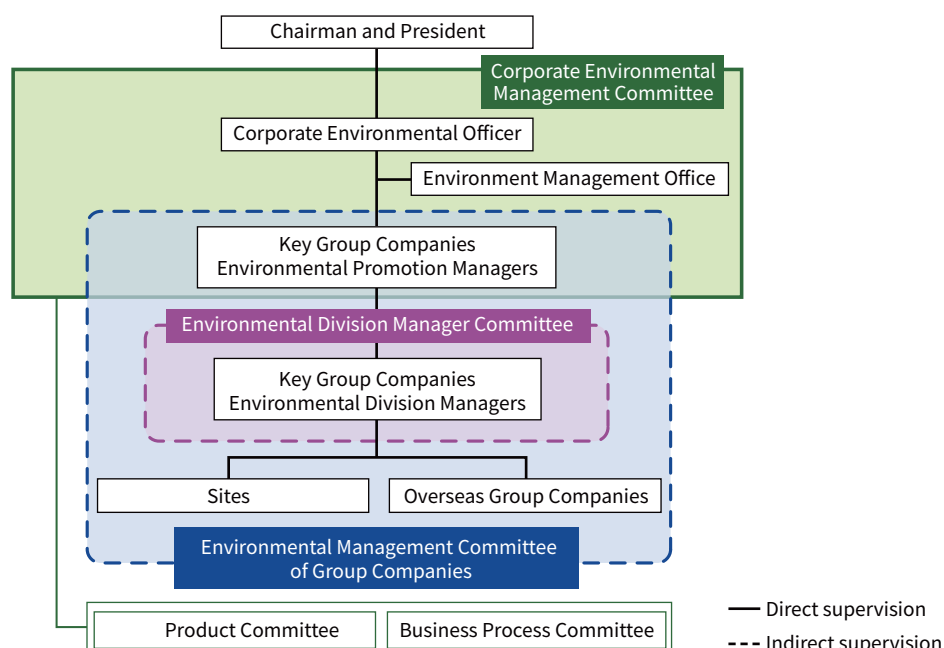 Chairman and President
Corporate Environmental
Management Committee
Corporate Environmental Officer
Environment Management Office
Key Group Companies
Environmental Promotion Managers
Environmental Division Manager Committee
Key Group Companies
Environmental Division Managers
Sites
Overseas Group Companies
Environmental Management Committee
of Group Companies
Product Committee
Business Process Committee
Direct supervision
Indirect supervision